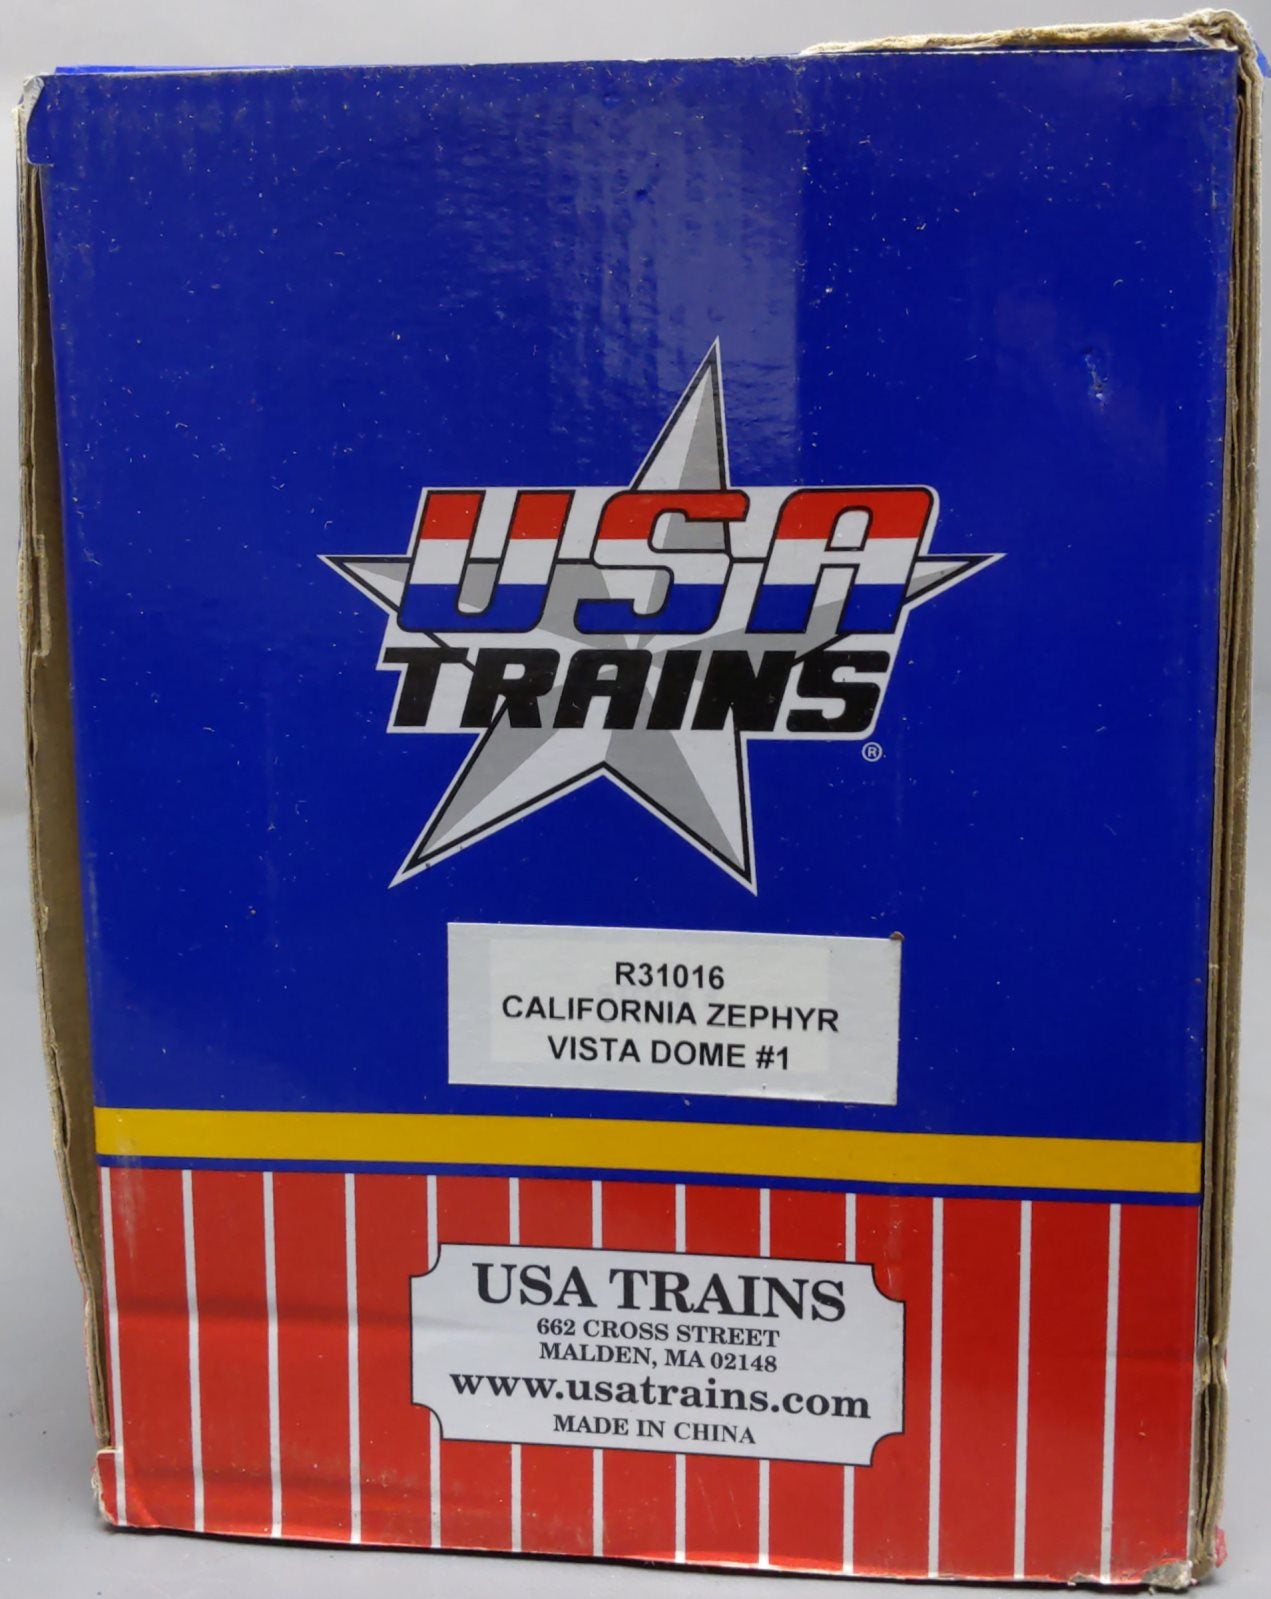 USA
TRAINS
®
R31016
CALIFORNIA ZEPHYR
VISTA DOME #1
USA TRAINS
662 CROSS STREET
MALDEN, MA 02148
www.usatrains.com
MADE IN CHINA